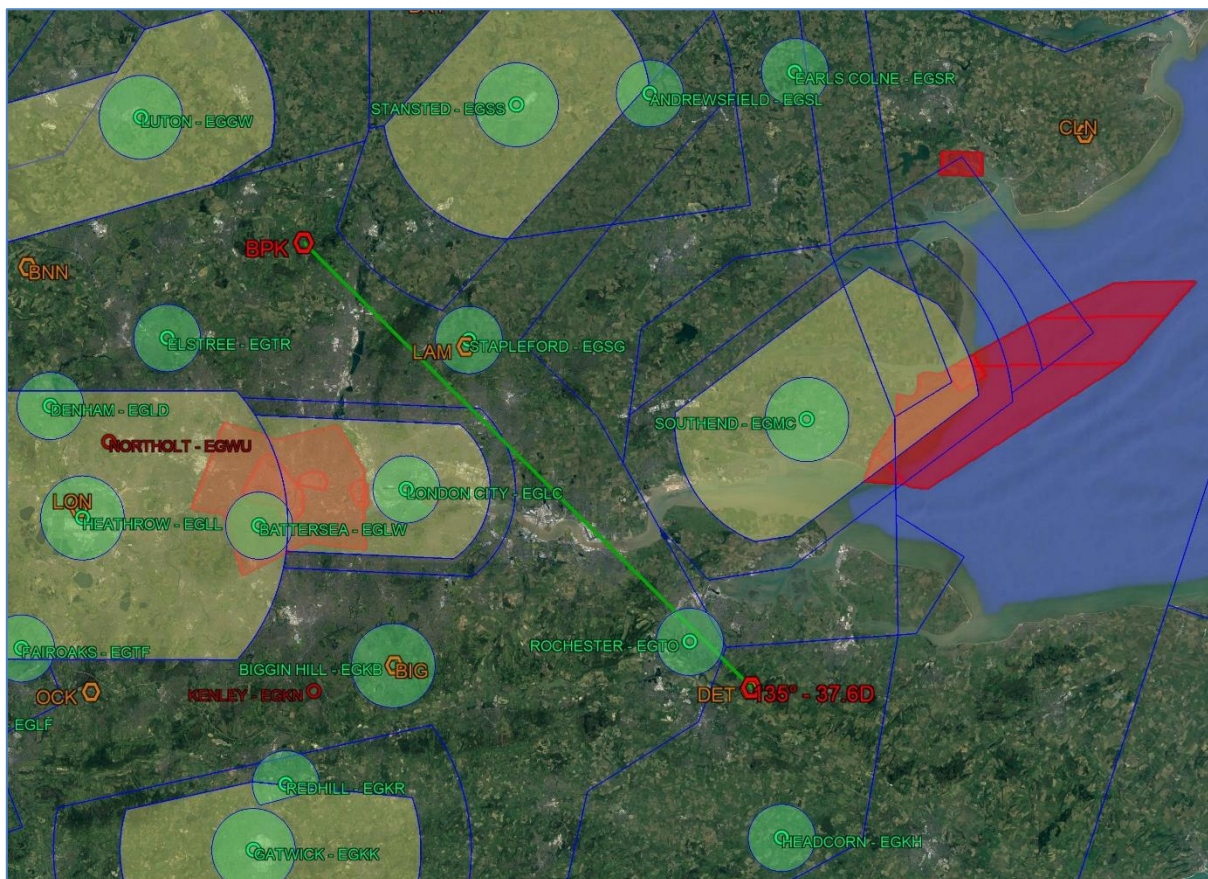 EARLS COLNE - EGSR
ANDREWSFIELD - EGSL
STANSTED - EGSS
LUTON - EGGW
CLN
BPK
BNN
ELSTREE - EGTR
LAM
STAPLEFORD - EGSG
DENHAM - EGLD
SOUTHEND - EGMC
NORTHOLT - EGWU
LON
LONDON CITY - EGLC
HEATHROW - EGLL
BATTERSEA - EGLW
ROCHESTER - EGTO
FAIROAKS - EGTF
BIGGIN HILL - EGKB
BIG
OCK
KENLEY - EGKN
DET
135° - 37.6D
EGLF
REDHILL - EGKR
HEADCORN - EGKH
GATWICK - EGKK